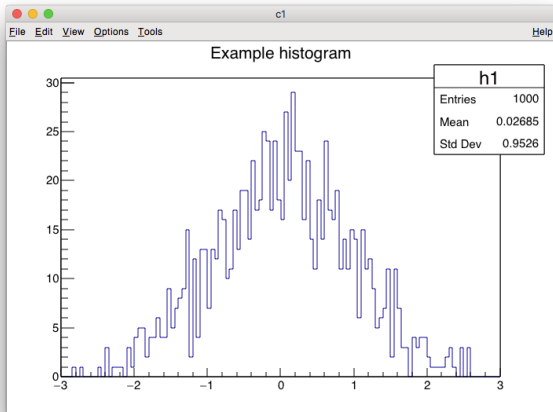 c1
File Edit View Options Tools Help
Example histogram
h1
Entries 1000
Mean 0.02685
Std Dev 0.9526
30
25
20
15
10
5
0
−3 −2 −1 0 1 2 3